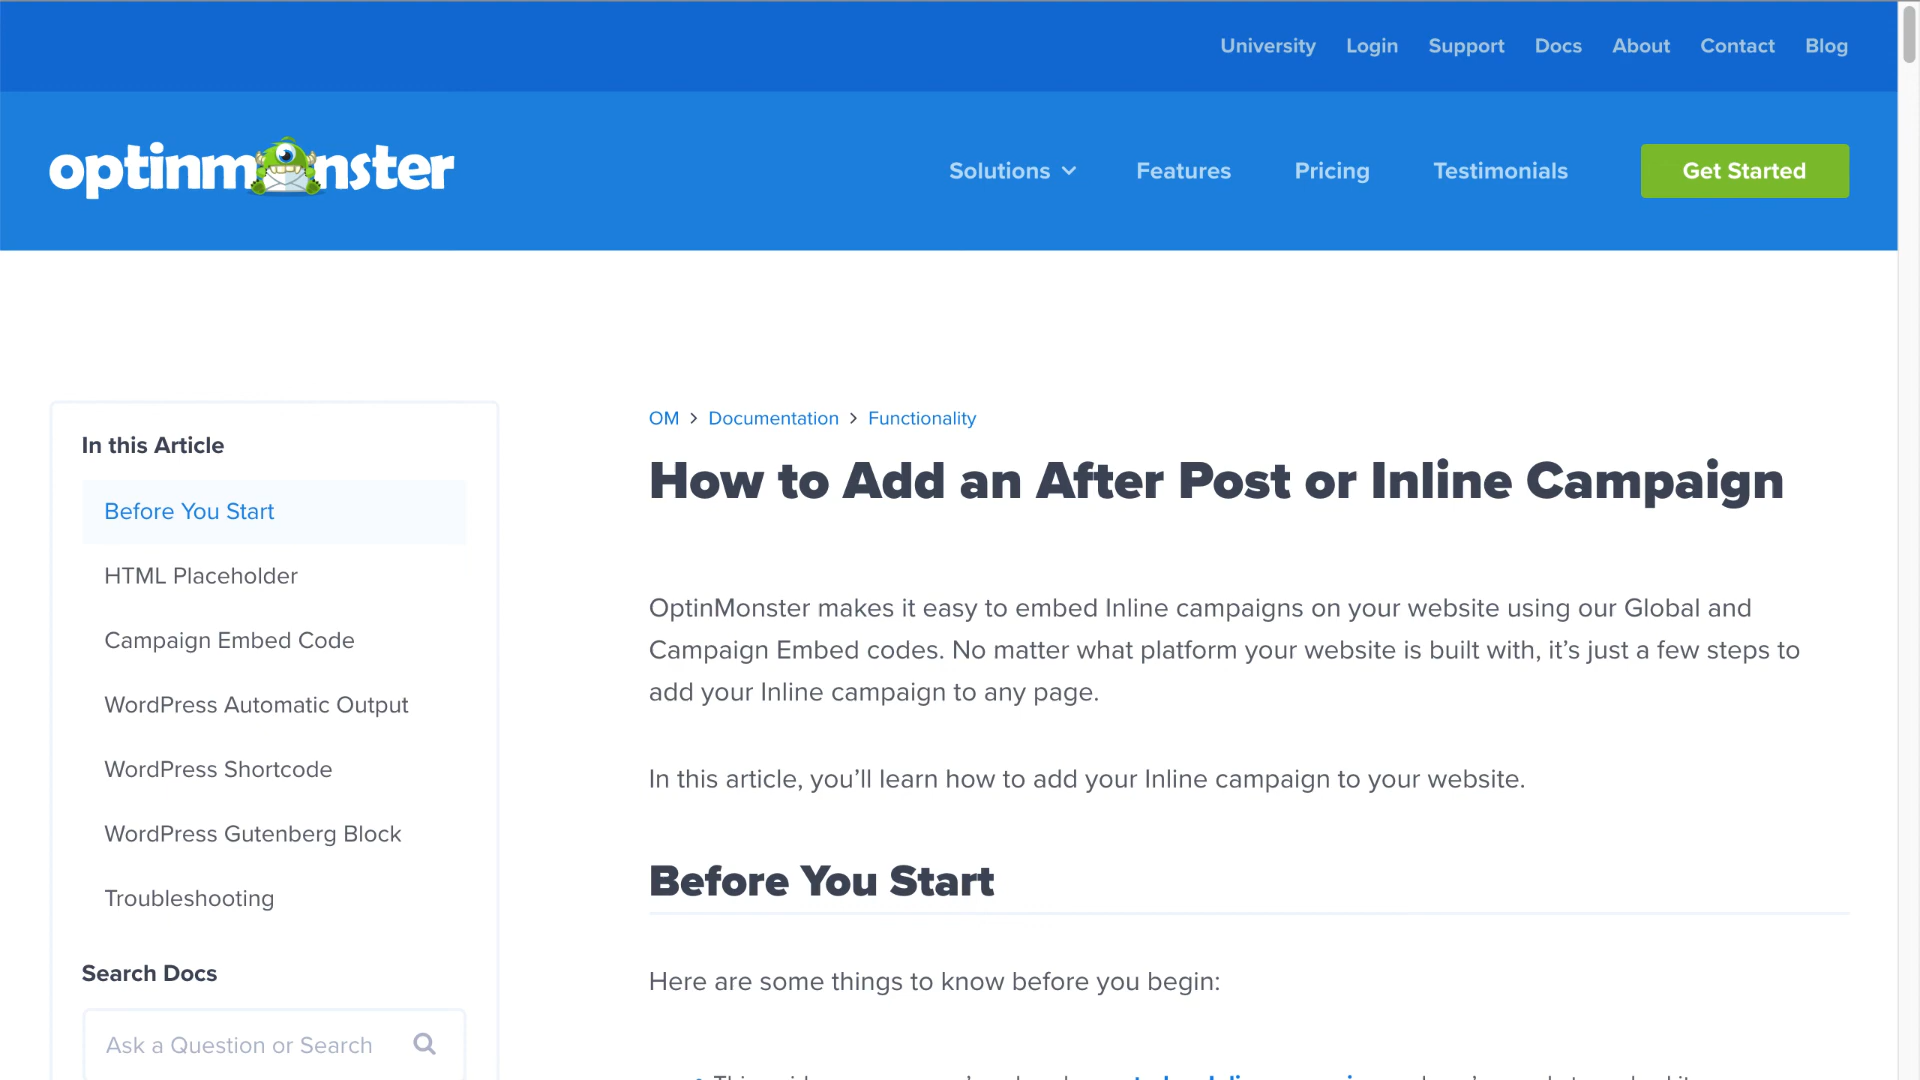 University Login Support Docs About Contact Blog
optinmonster
Solutions Features Pricing Testimonials Get Started
In this Article
Before You Start
HTML Placeholder
Campaign Embed Code
WordPress Automatic Output
WordPress Shortcode
WordPress Gutenberg Block
Troubleshooting
Search Docs
Ask a Question or Search
OM > Documentation > Functionality
How to Add an After Post or Inline Campaign
OptinMonster makes it easy to embed Inline campaigns on your website using our Global and
Campaign Embed codes. No matter what platform your website is built with, it’s just a few steps to
add your Inline campaign to any page.
In this article, you’ll learn how to add your Inline campaign to your website.
Before You Start
Here are some things to know before you begin: